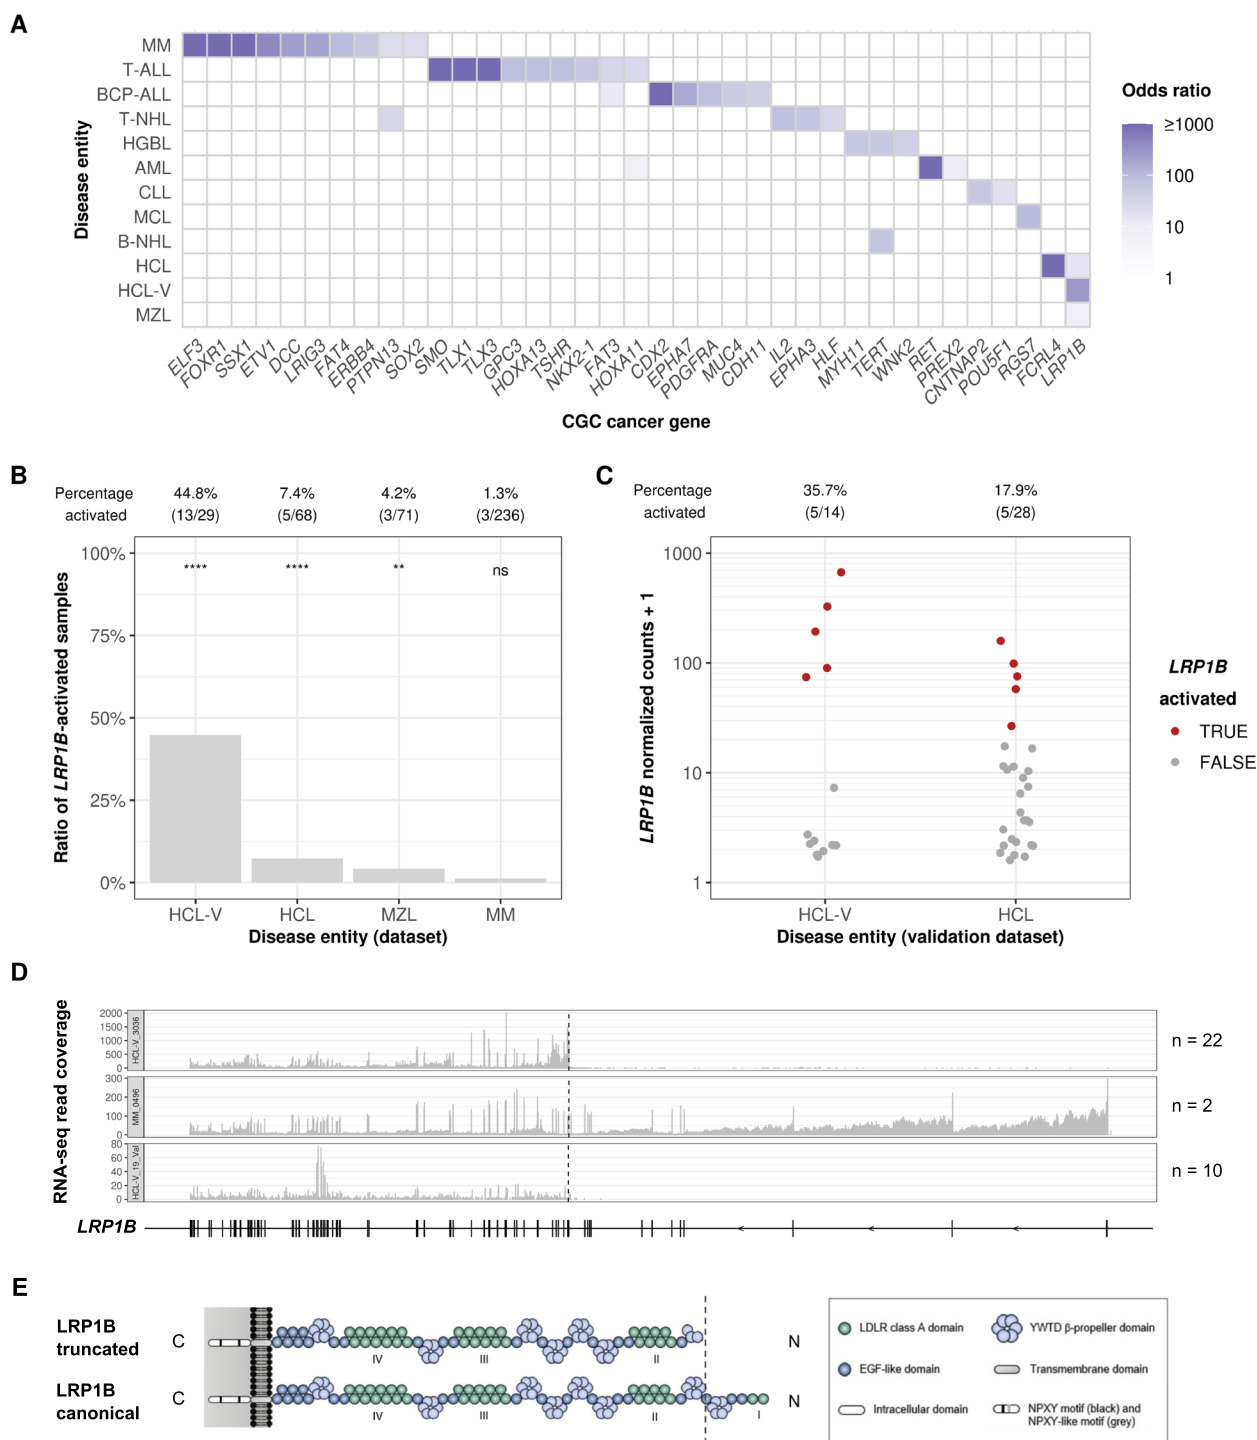 A
MM
T-ALL
BCP-ALL
T-NHL
HGBL
AML
CLL
MCL
B-NHL
HCL
HCL-V
MZL
Disease entity
ELF3
FOXR1
SSX1
ETV1
DCC
LRIG3
FAT4
ERBB4
PTPN13
SOX2
SMO
TLX1
TLX3
GPC3
HOXA13
TSHR
NKX2-1
FAT3
HOXA11
CDX2
EPHA7
PDGFRA
MUC4
CDH11
IL2
EPHA3
HLF
MYH11
TERT
WNK2
RET
PREX2
CNTNAP2
POU5F1
RGS7
FCRL4
LRP1B
CGC cancer gene
Odds ratio
≥1000
100
10
1
B
Percentage activated
44.8% (13/29)
7.4% (5/68)
4.2% (3/71)
1.3% (3/236)
100%
75%
50%
25%
0%
**** **** ** ns
Ratio of LRP1B-activated samples
HCL-V HCL MZL MM
Disease entity (dataset)
C
Percentage activated
35.7% (5/14)
17.9% (5/28)
1000
100
10
1
LRP1B normalized counts + 1
HCL-V HCL
Disease entity (validation dataset)
LRP1B
activated
TRUE
FALSE
D
RNA-seq read coverage
2000
1500
1000
500
0
HCL-V_3036
n = 22
300
200
100
0
MM_0496
n = 2
80
60
40
20
0
HCL-V_19_Val
n = 10
LRP1B
E
LRP1B
truncated
C
N
IV III II
LRP1B
canonical
C
N
IV III II I
LDLR class A domain
YWTD β-propeller domain
EGF-like domain
Transmembrane domain
Intracellular domain
NPXY motif (black) and
NPXY-like motif (grey)